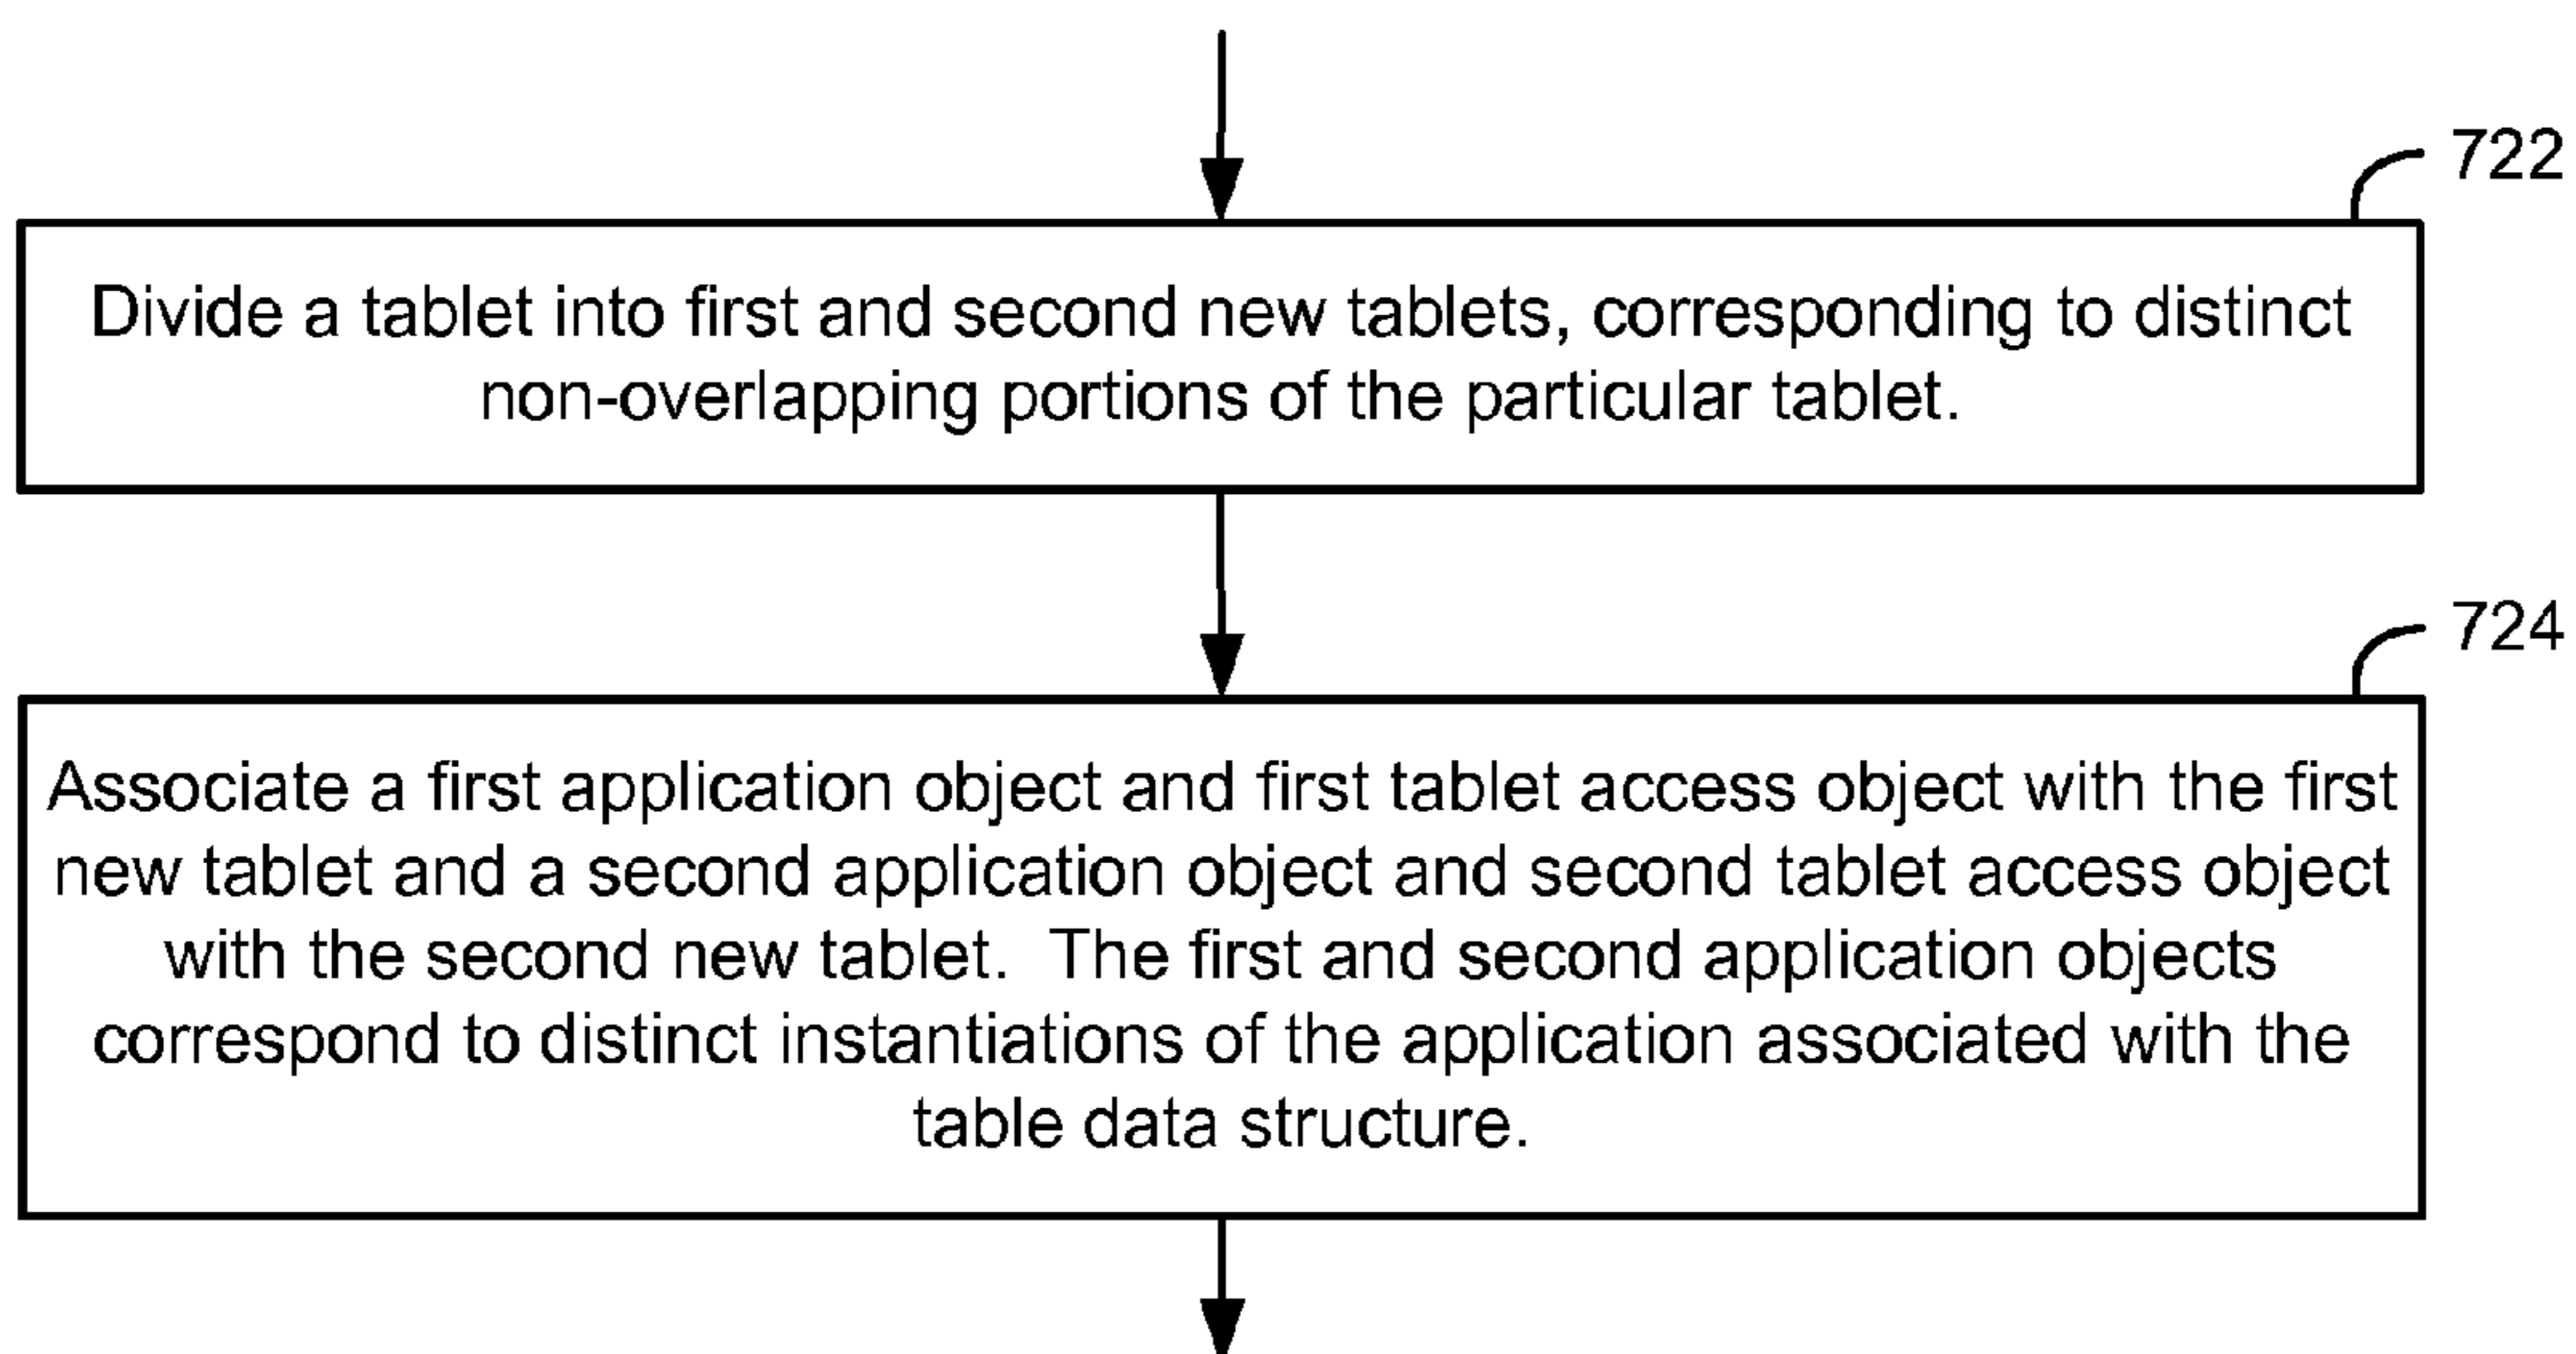 722
Divide a tablet into first and second new tablets, corresponding to distinct
non-overlapping portions of the particular tablet.
724
Associate a first application object and first tablet access object with the first
new tablet and a second application object and second tablet access object
with the second new tablet.  The first and second application objects
correspond to distinct instantiations of the application associated with the
table data structure.